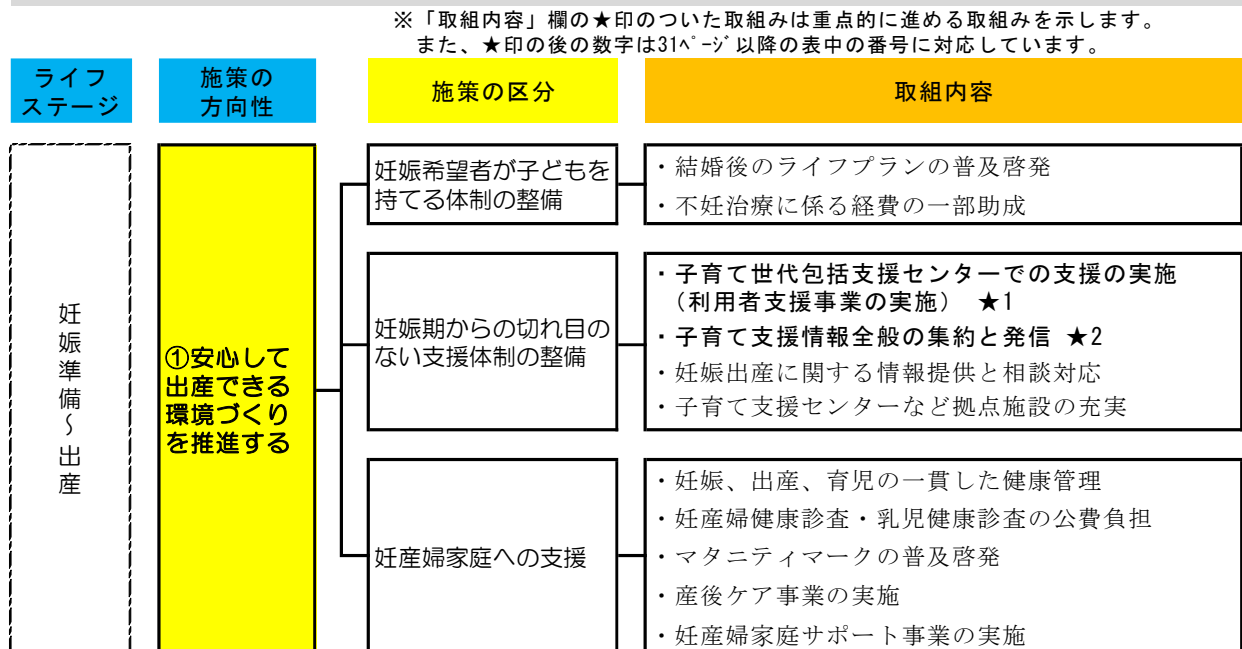 ※「取組内容」欄の★印のついた取組みは重点的に進める取組みを示します。
また、★印の後の数字は31ページ以降の表中の番号に対応しています。
ライフ
ステージ
施策の
方向性
施策の区分
取組内容
妊娠準備～出産
①安心して
出産できる
環境づくり
を推進する
妊娠希望者が子どもを
持てる体制の整備
・結婚後のライフプランの普及啓発
・不妊治療に係る経費の一部助成
妊娠期からの切れ目の
ない支援体制の整備
・子育て世代包括支援センターでの支援の実施
（利用者支援事業の実施） ★1
・子育て支援情報全般の集約と発信 ★2
・妊娠出産に関する情報提供と相談対応
・子育て支援センターなど拠点施設の充実
妊産婦家庭への支援
・妊娠、出産、育児の一貫した健康管理
・妊産婦健康診査・乳児健康診査の公費負担
・マタニティマークの普及啓発
・産後ケア事業の実施
・妊産婦家庭サポート事業の実施